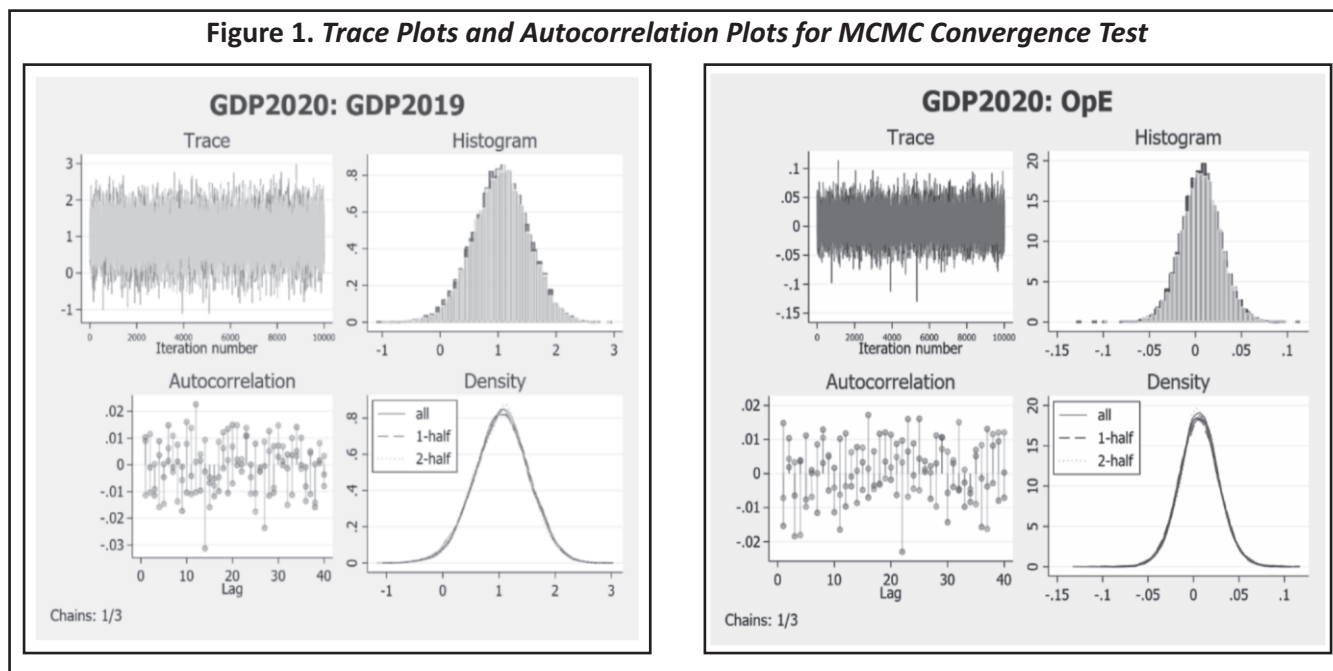 Figure 1. Trace Plots and Autocorrelation Plots for MCMC Convergence Test
GDP2020: GDP2019
Trace
3
2
1
0
-1
0 2000 4000 6000 8000 10000
Iteration number
Histogram
.8
.6
.4
.2
0
-1 0 1 2 3
Autocorrelation
.02
.01
0
-.01
-.02
-.03
0 10 20 30 40
Lag
Density
all
1-half
2-half
.8
.6
.4
.2
0
-1 0 1 2 3
Chains: 1/3
GDP2020: OpE
Trace
.1
.05
0
-.05
-.1
-.15
0 2000 4000 6000 8000 10000
Iteration number
Histogram
20
15
10
5
0
-.15 -.1 -.05 0 .05 .1
Autocorrelation
.02
.01
0
-.01
-.02
0 10 20 30 40
Lag
Density
all
1-half
2-half
20
15
10
5
0
-.15 -.1 -.05 0 .05 .1
Chains: 1/3